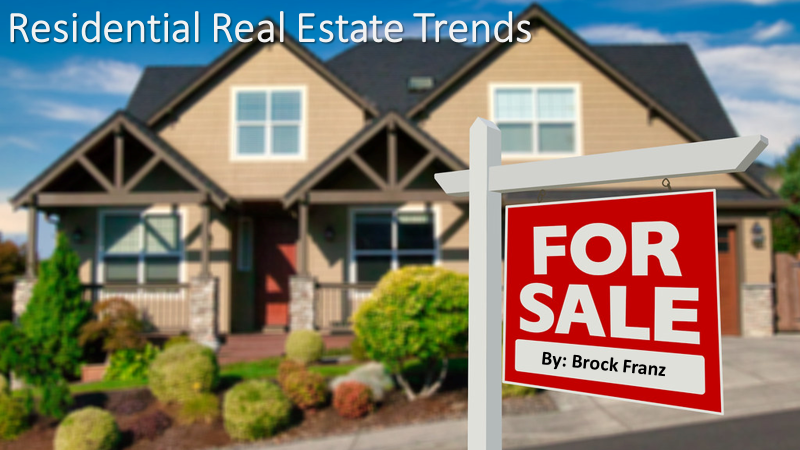 Residential Real Estate Trends
FOR
SALE
By: Brock Franz